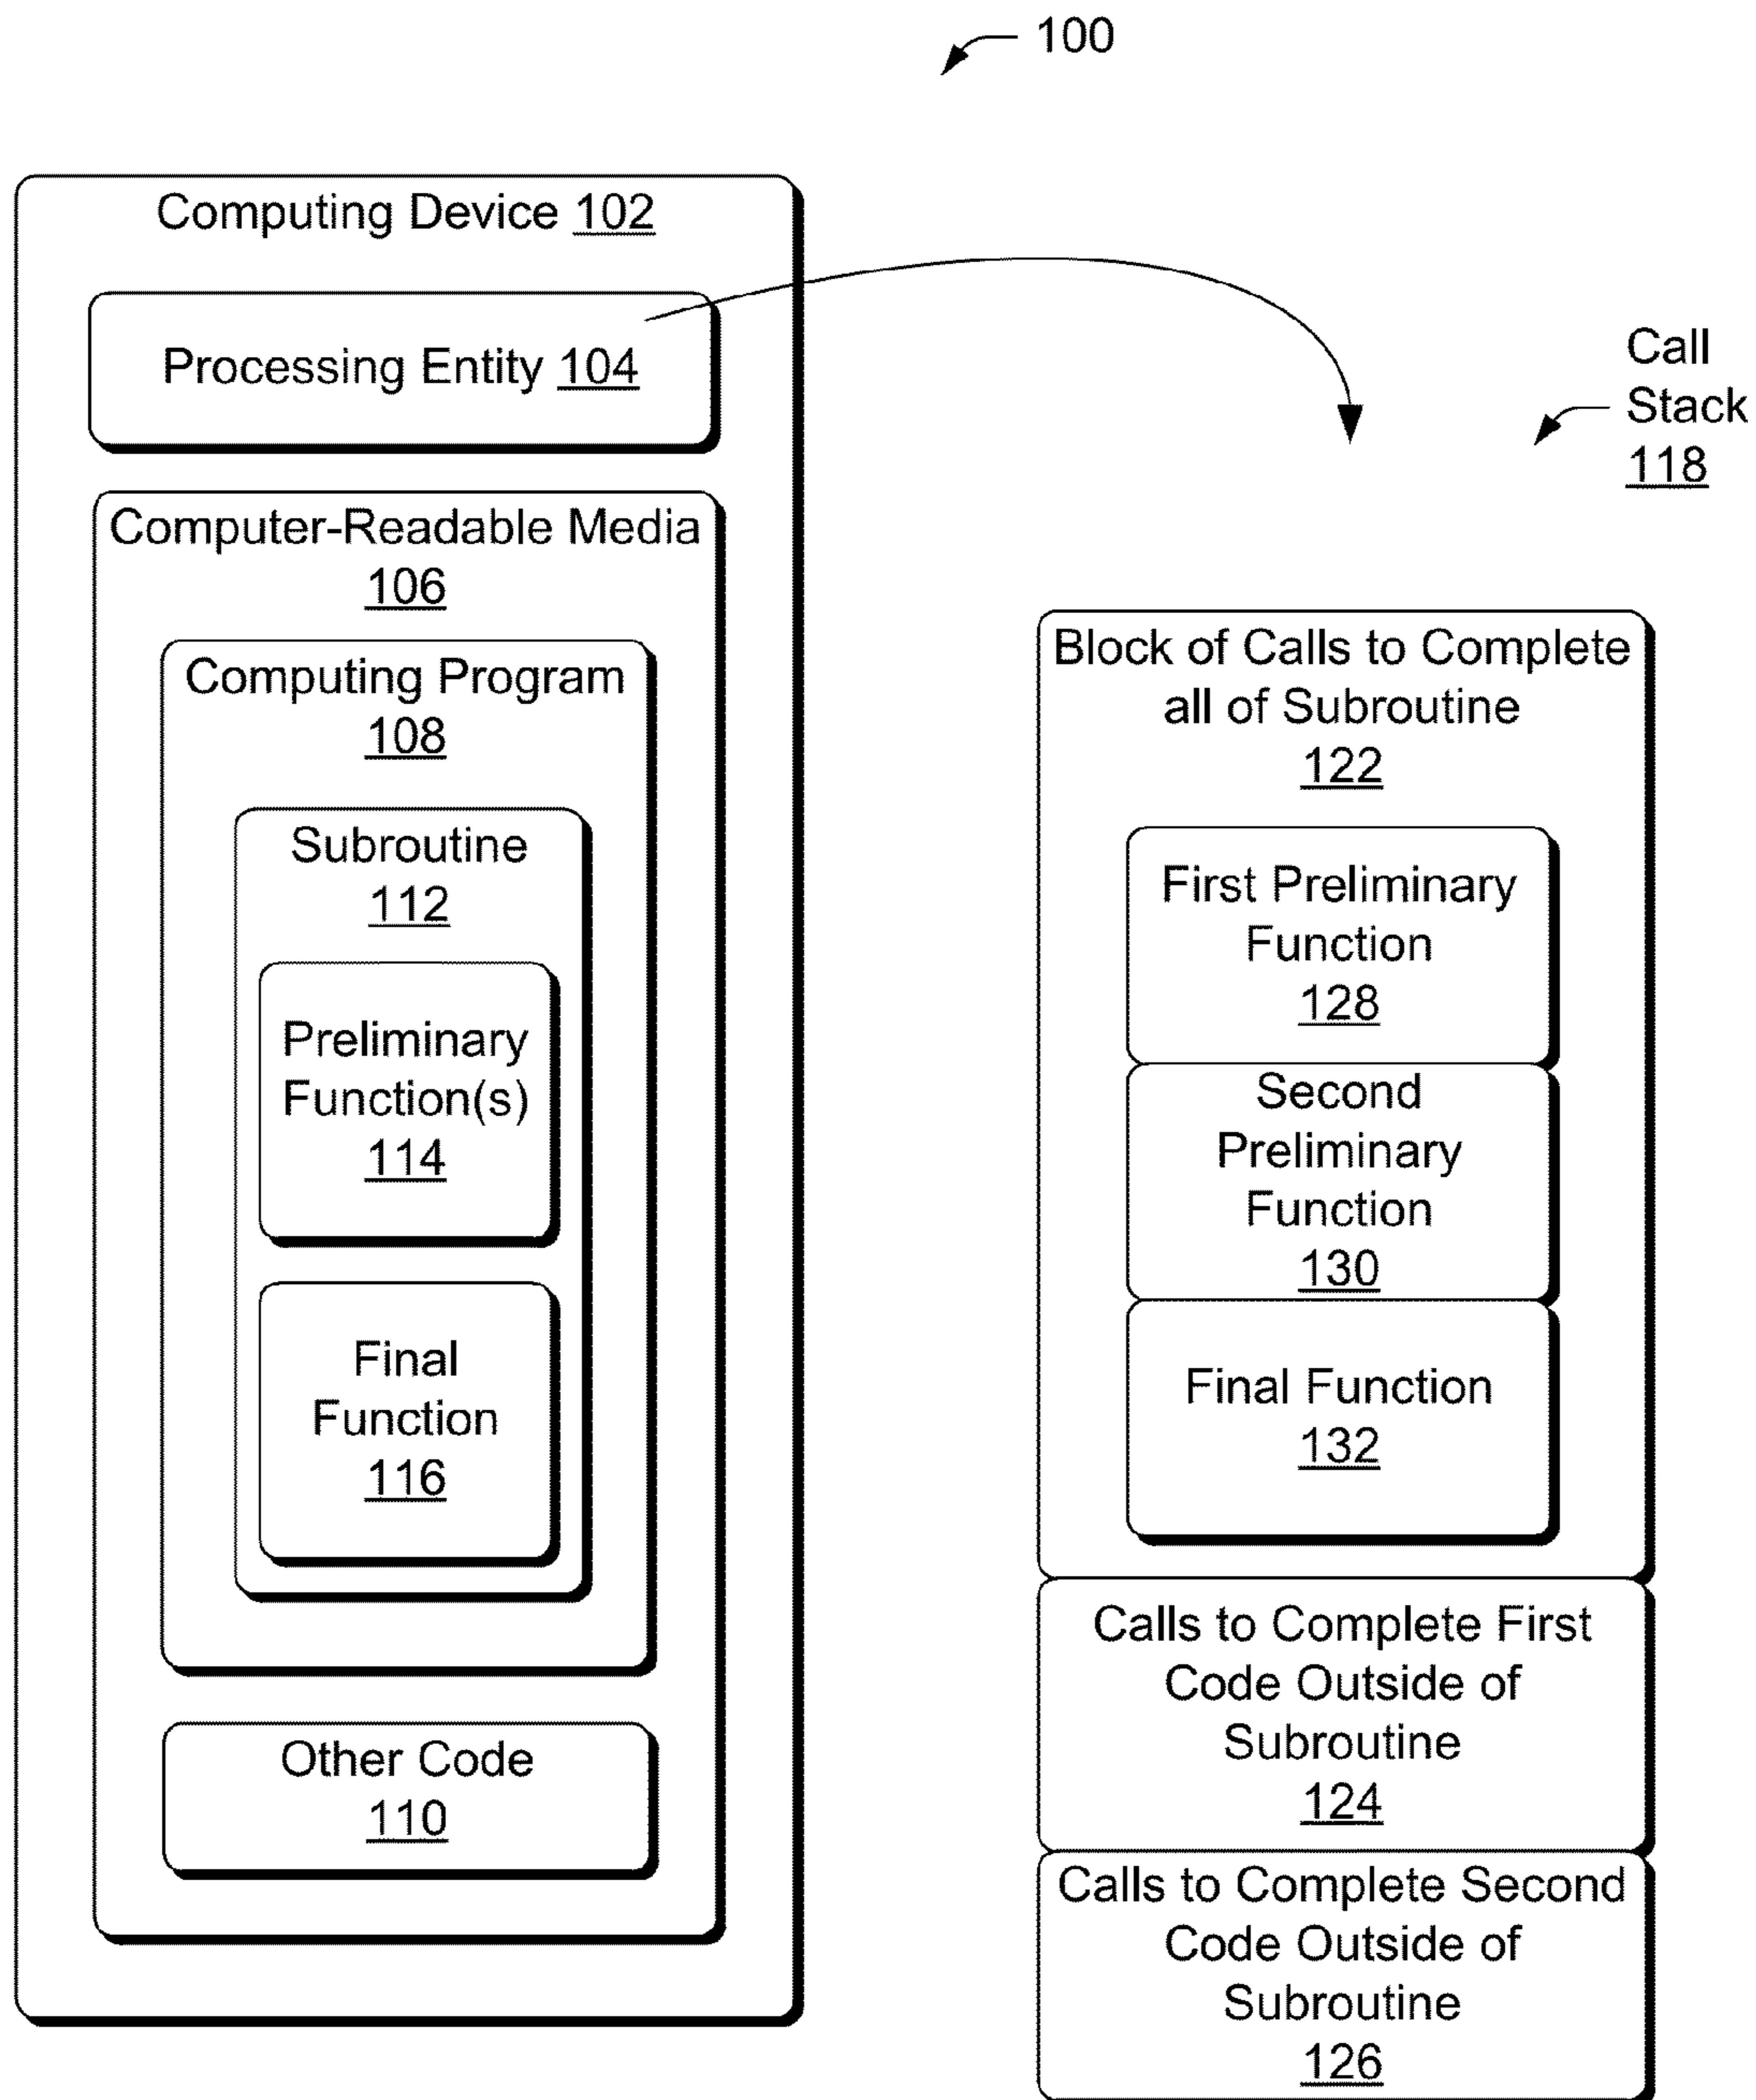 100
Computing Device 102
Processing Entity 104
Computer-Readable Media
106
Computing Program
108
Subroutine
112
Preliminary
Function(s)
114
Final
Function
116
Other Code
110
Call
Stack
118
Block of Calls to Complete
all of Subroutine
122
First Preliminary
Function
128
Second
Preliminary
Function
130
Final Function
132
Calls to Complete First
Code Outside of
Subroutine
124
Calls to Complete Second
Code Outside of
Subroutine
126